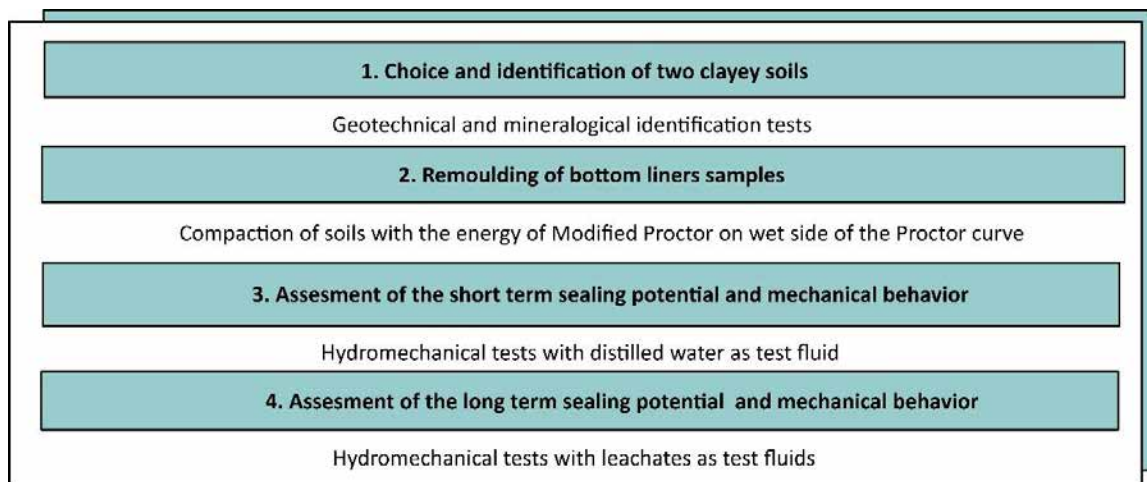 1. Choice and identification of two clayey soils
Geotechnical and mineralogical identification tests
2. Remoulding of bottom liners samples
Compaction of soils with the energy of Modified Proctor on wet side of the Proctor curve
3. Assesment of the short term sealing potential and mechanical behavior
Hydromechanical tests with distilled water as test fluid
4. Assesment of the long term sealing potential and mechanical behavior
Hydromechanical tests with leachates as test fluids